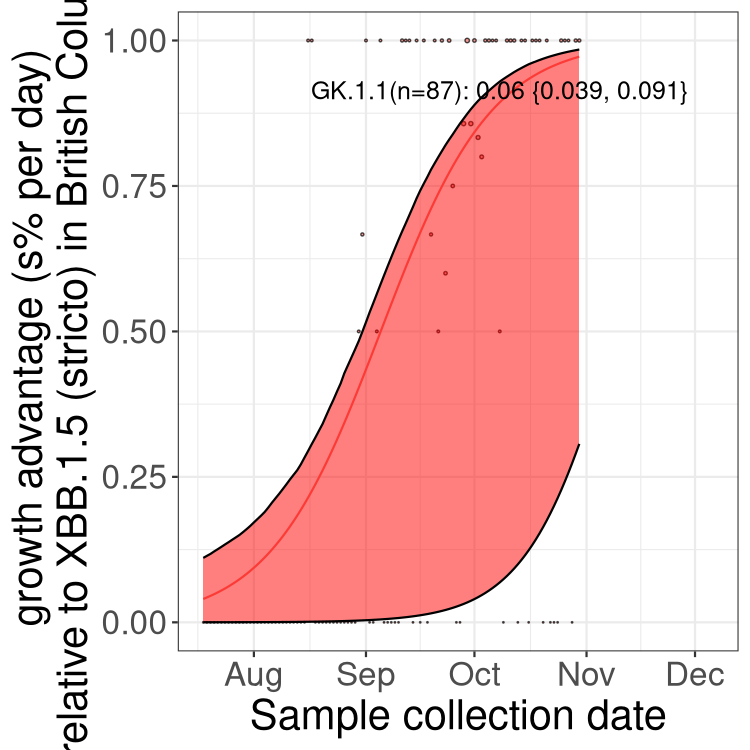 growth advantage (s% per day)
relative to XBB.1.5 (stricto) in British
1.00
0.75
0.50
0.25
0.00
GK.1.1(n=87): 0.06 {0.039, 0.091}
Aug Sep Oct Nov Dec
Sample collection date